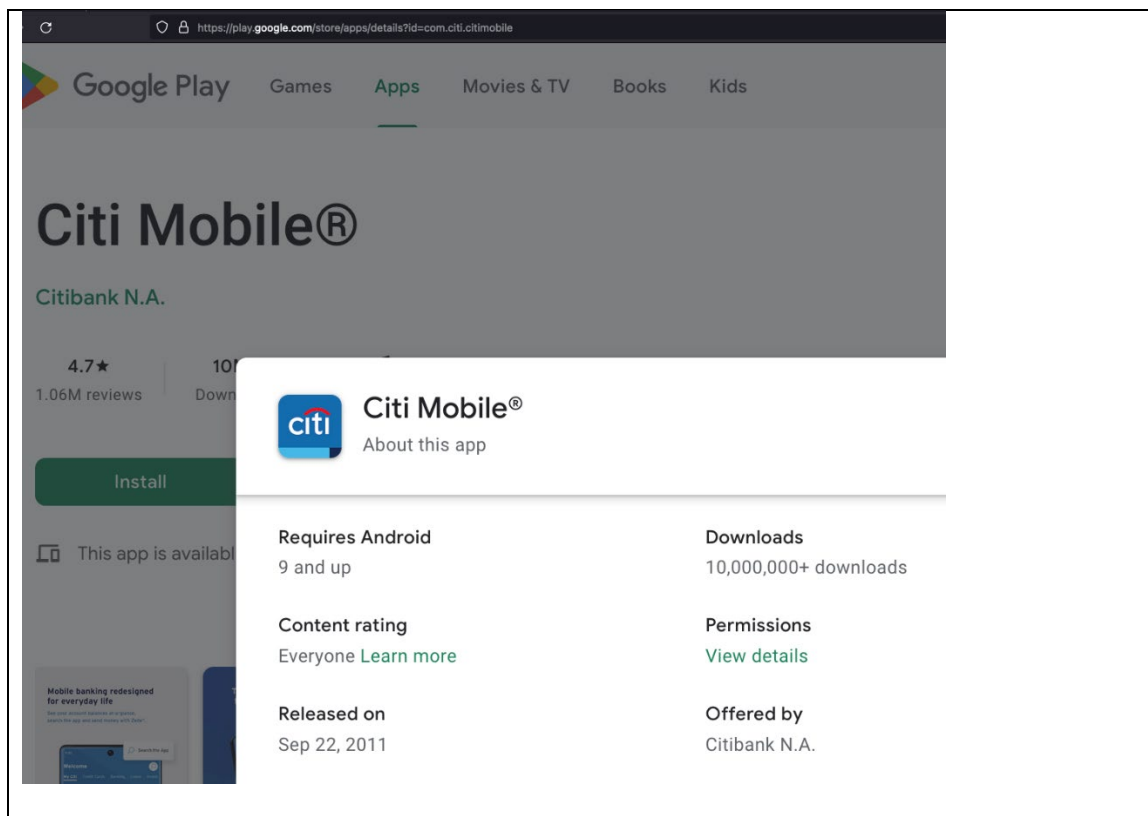 https://play.google.com/store/apps/details?id=com.citi.citimobile
Google Play Games Apps Movies & TV Books Kids
Citi Mobile®
Citibank N.A.
4.7★
1.06M reviews
Install
citi
Citi Mobile®
About this app
Requires Android
9 and up
Downloads
10,000,000+ downloads
Content rating
Everyone Learn more
Permissions
View details
Released on
Sep 22, 2011
Offered by
Citibank N.A.
This app is
Mobile banking redesigned
for everyday life